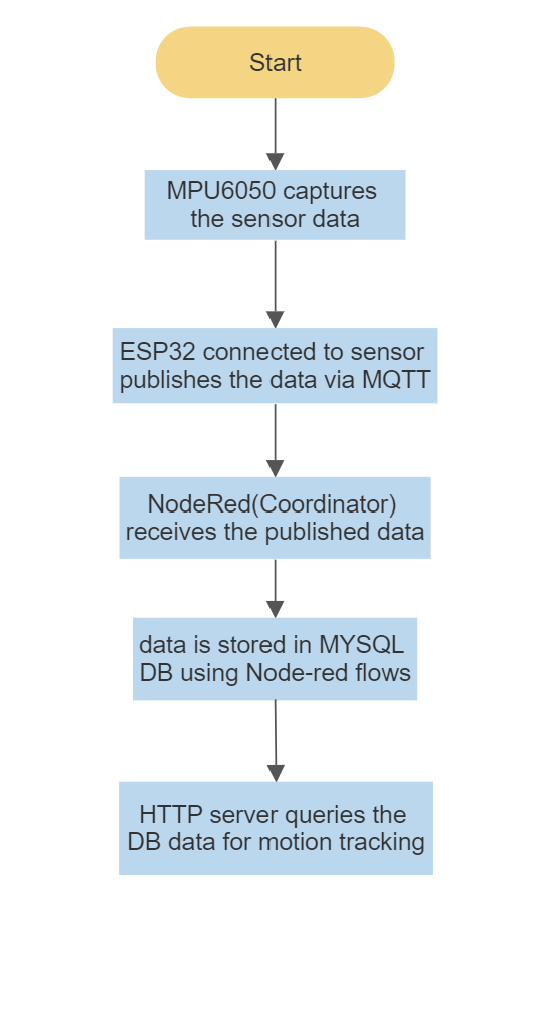 Start
MPU6050 captures
the sensor data
ESP32 connected to sensor
publishes the data via MQTT
NodeRed(Coordinator)
receives the published data
data is stored in MYSQL
DB using Node-red flows
HTTP server queries the
DB data for motion tracking